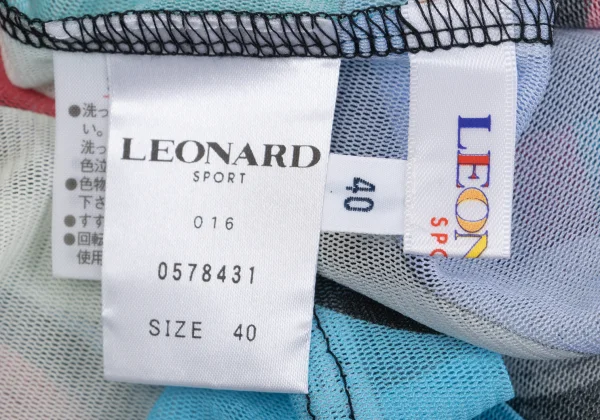 LEONARD
SPORT
016
0578431
SIZE 40
40
LEON
SPO
●洗っ
い。
洗っ
色泣
●色物
下さ
●すす
●回転
使用